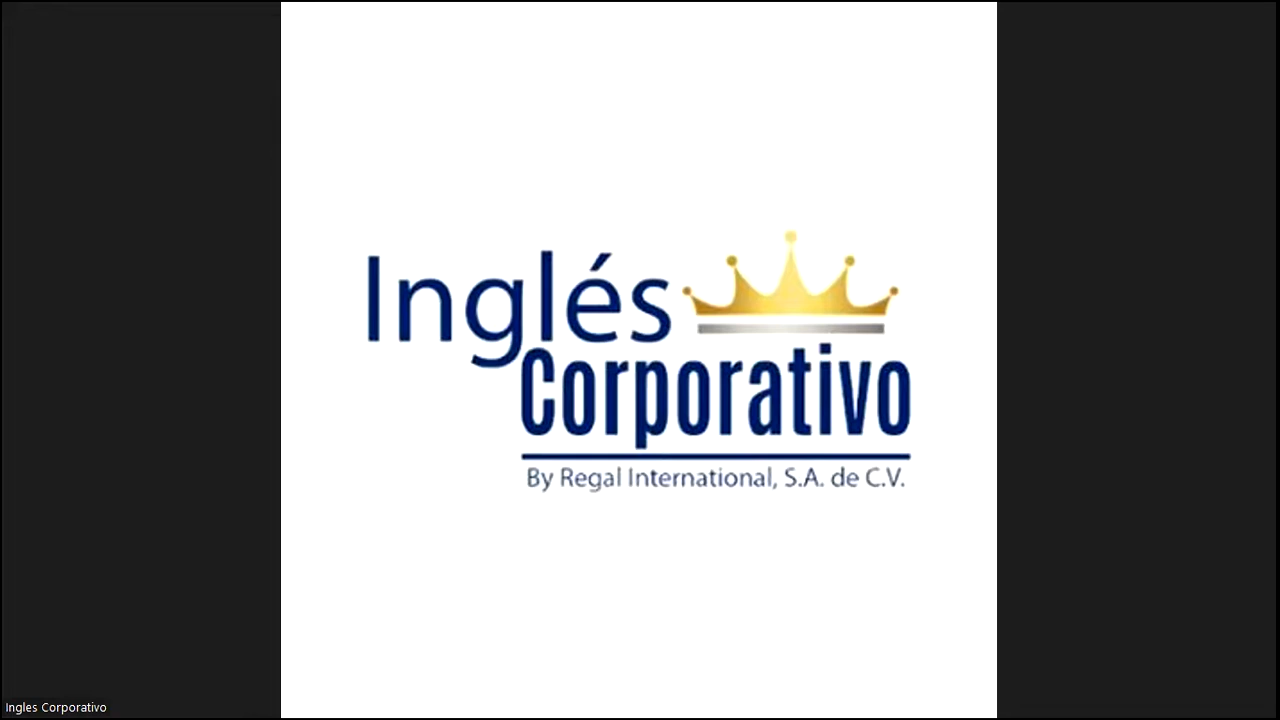 Inglés
Corporativo
By Regal International, S.A. de C.V.
Ingles Corporativo